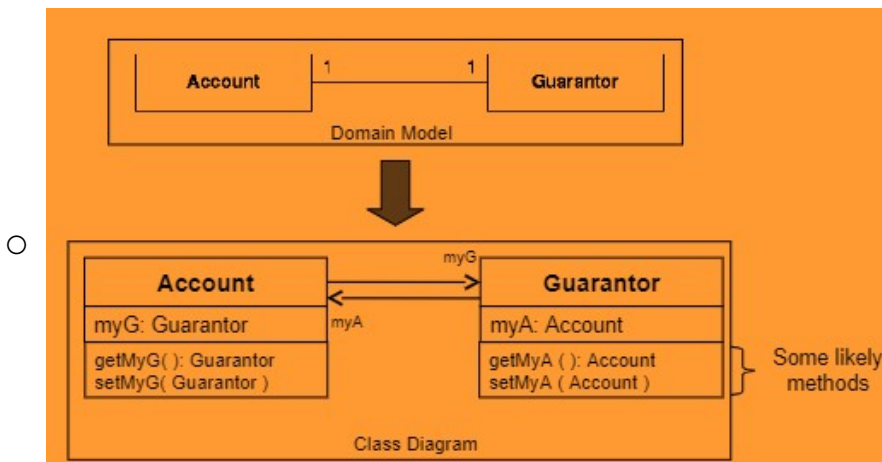 1 1
Account Guarantor
Domain Model
myG
Account Guarantor
myG: Guarantor myA myA: Account
getMyG( ): Guarantor getMyA ( ): Account
setMyG( Guarantor ) setMyA ( Account )
Some likely
methods
Class Diagram